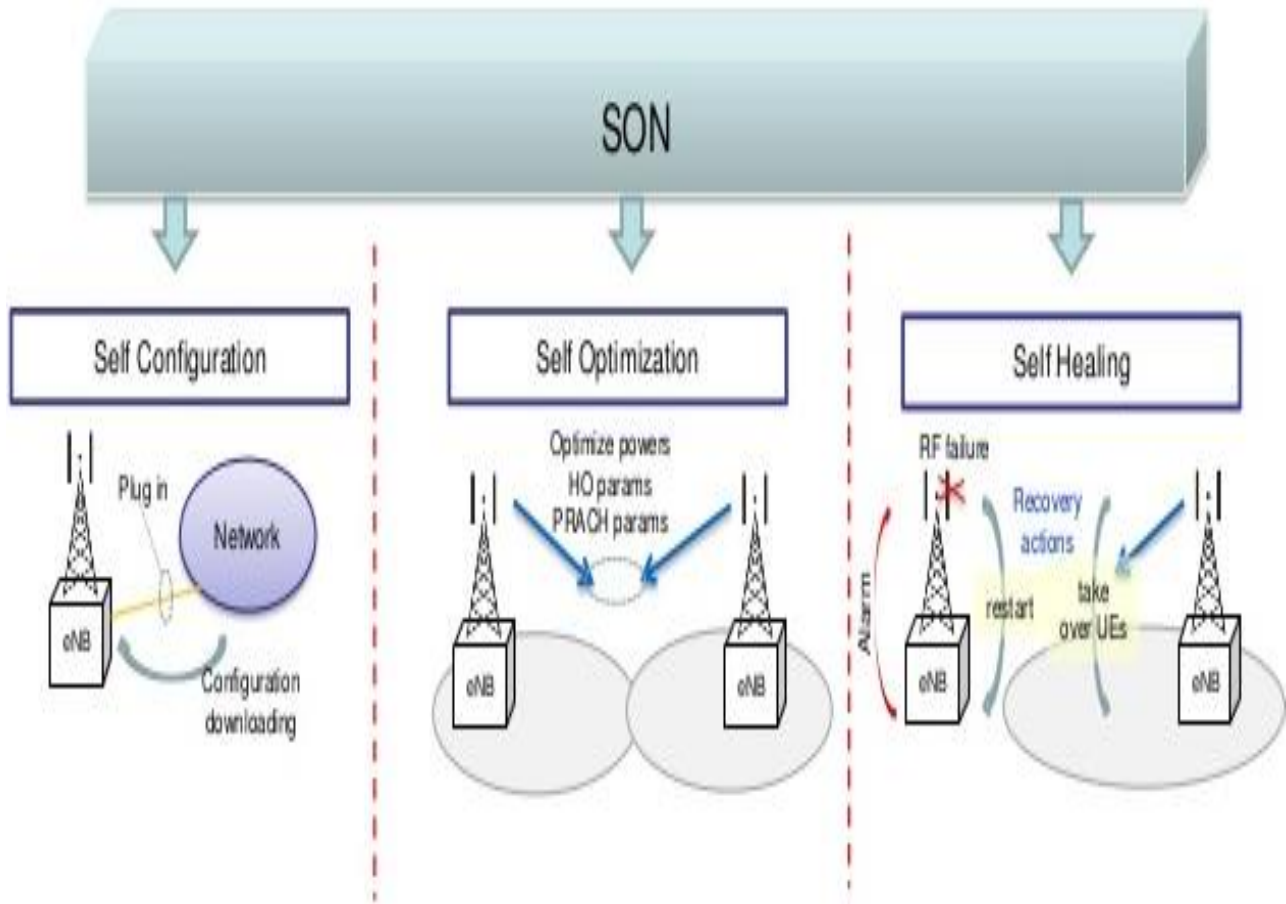 SON
Self Configuration
Plug in
Network
eNB
Configuration
downloading
Self Optimization
Optimize powers
HO params
PRACH params
eNB
eNB
Self Healing
RF failure
Recovery
actions
Alarm
restart
take
over UEs
eNB
eNB